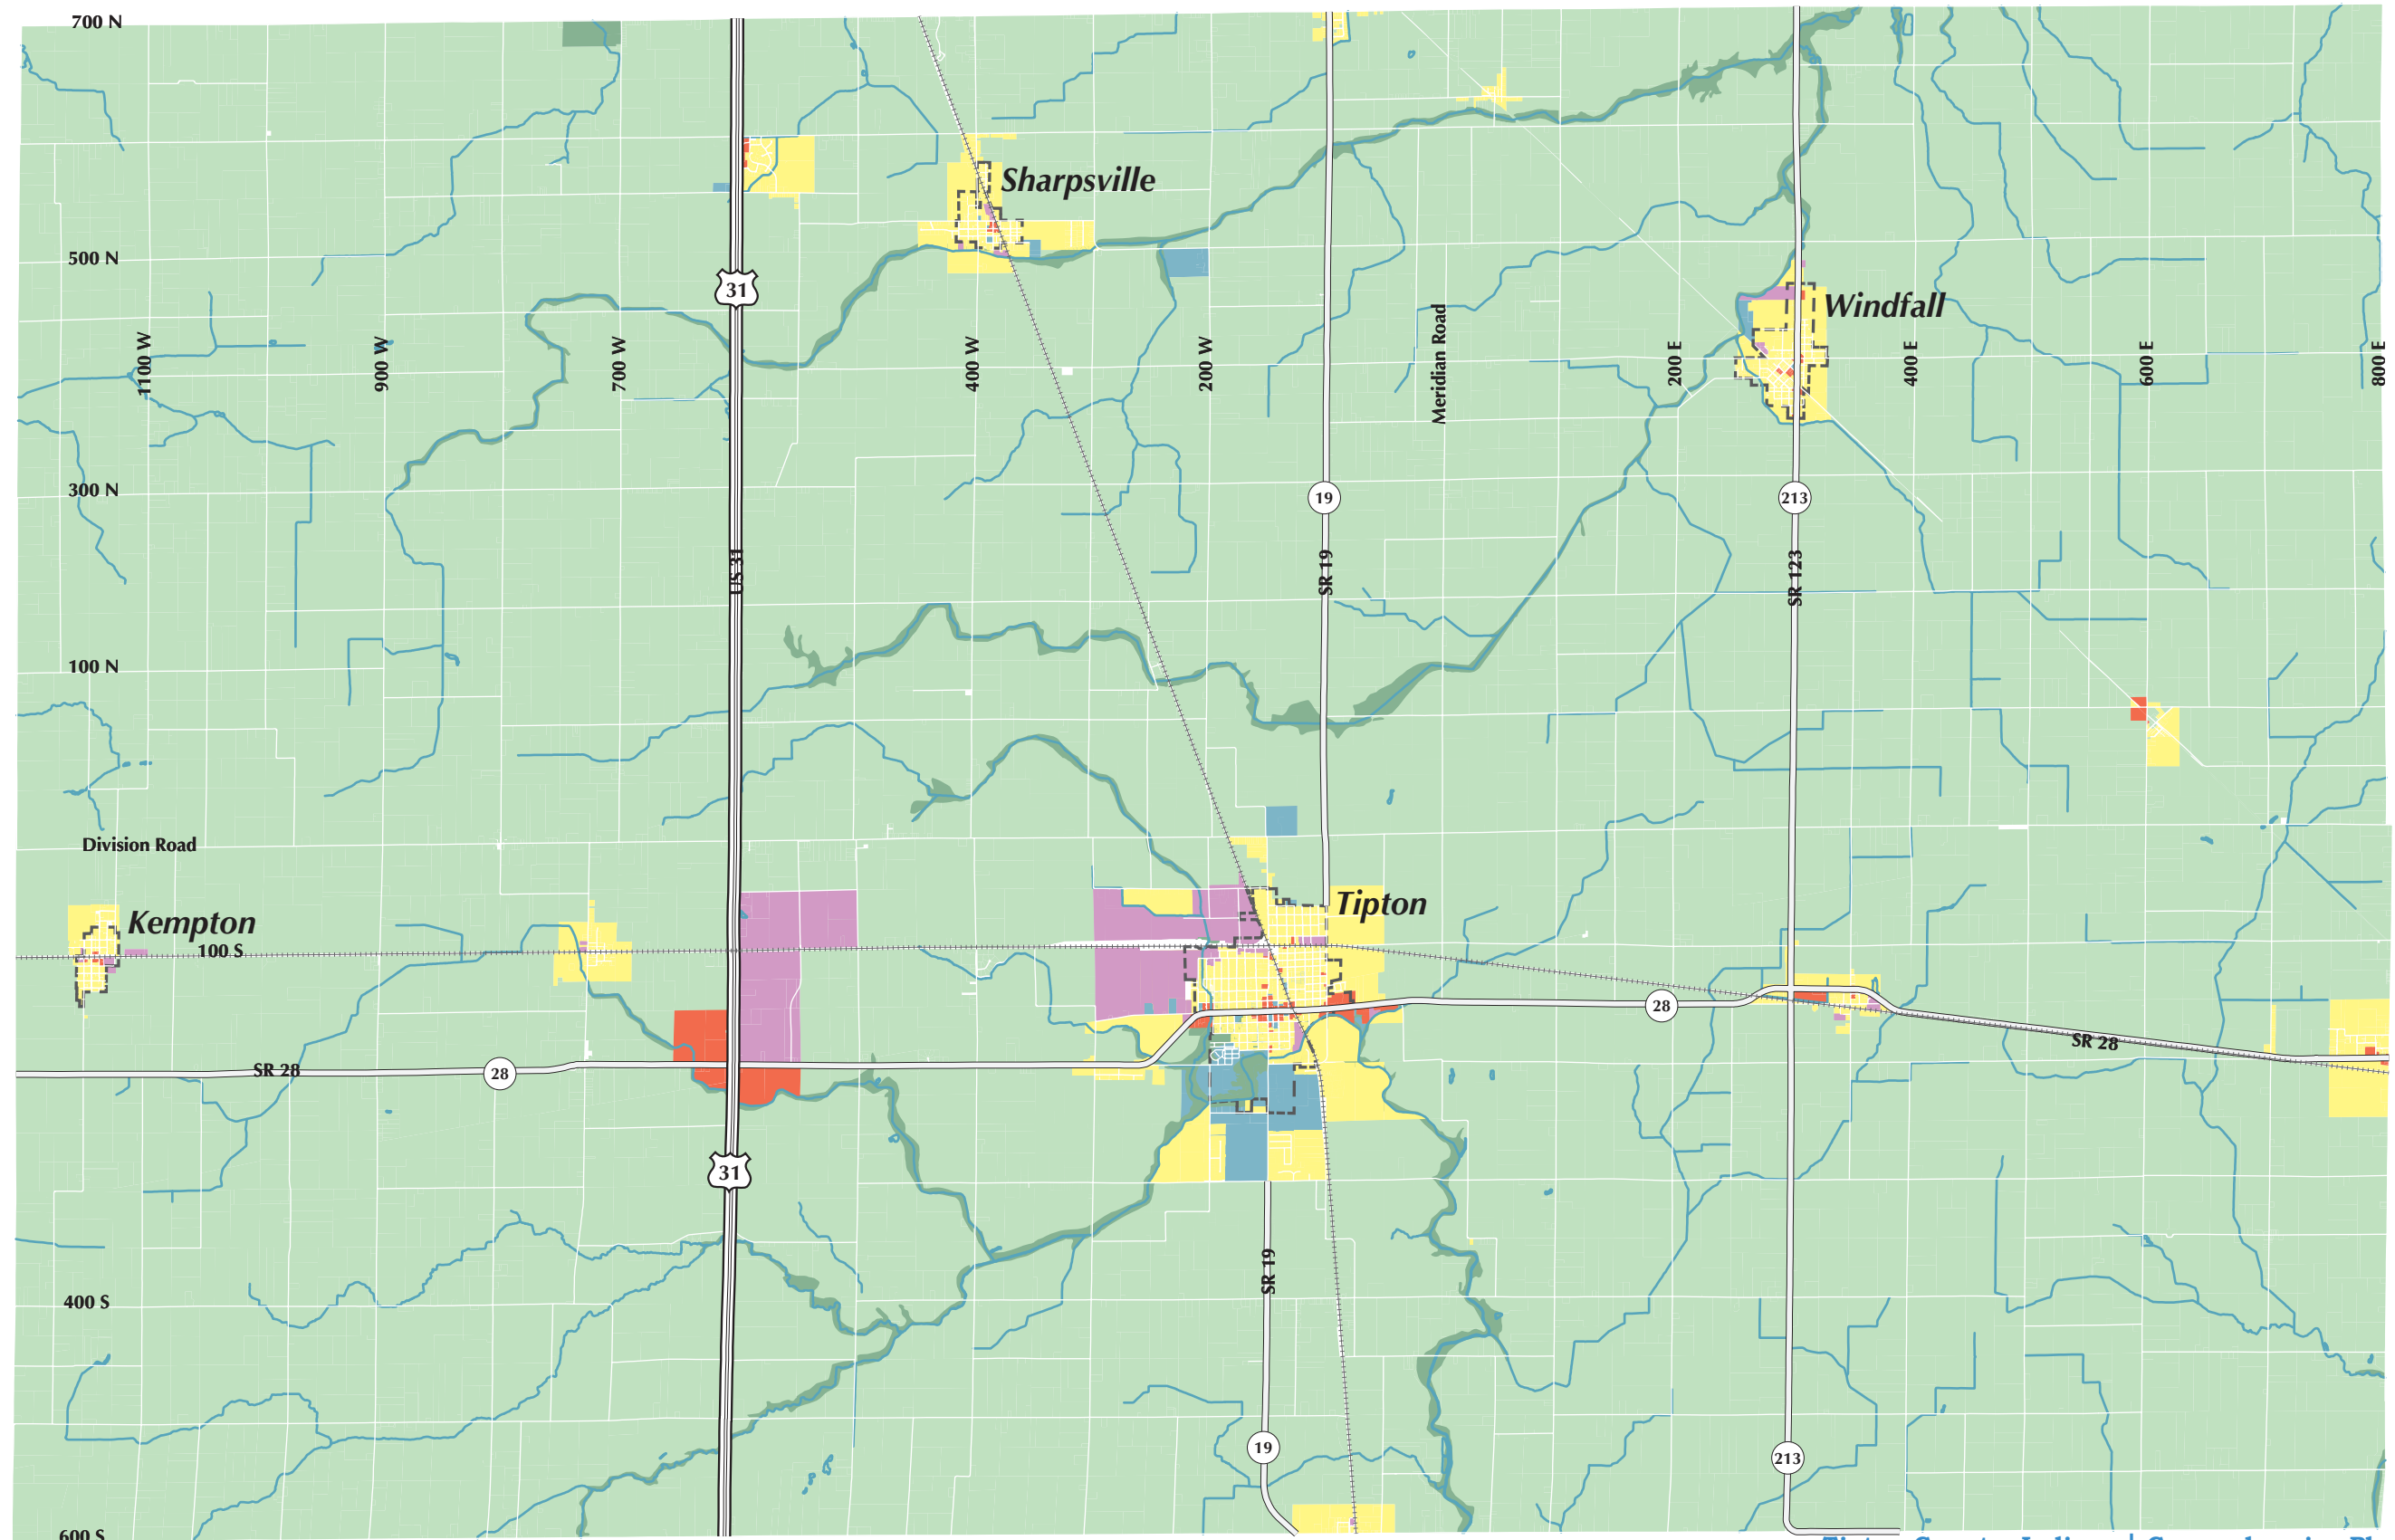 700 N
Sharpsville
500 N
31
Windfall
1100 W
900 W
700 W
400 W
200 W
Meridian Road
200 E
400 E
600 E
800 E
300 N
19
213
US 31
SR 19
SR 123
100 N
Division Road
Kempton
Tipton
100 S
28
SR 28
SR 28
28
31
SR 19
400 S
19
213
600 S